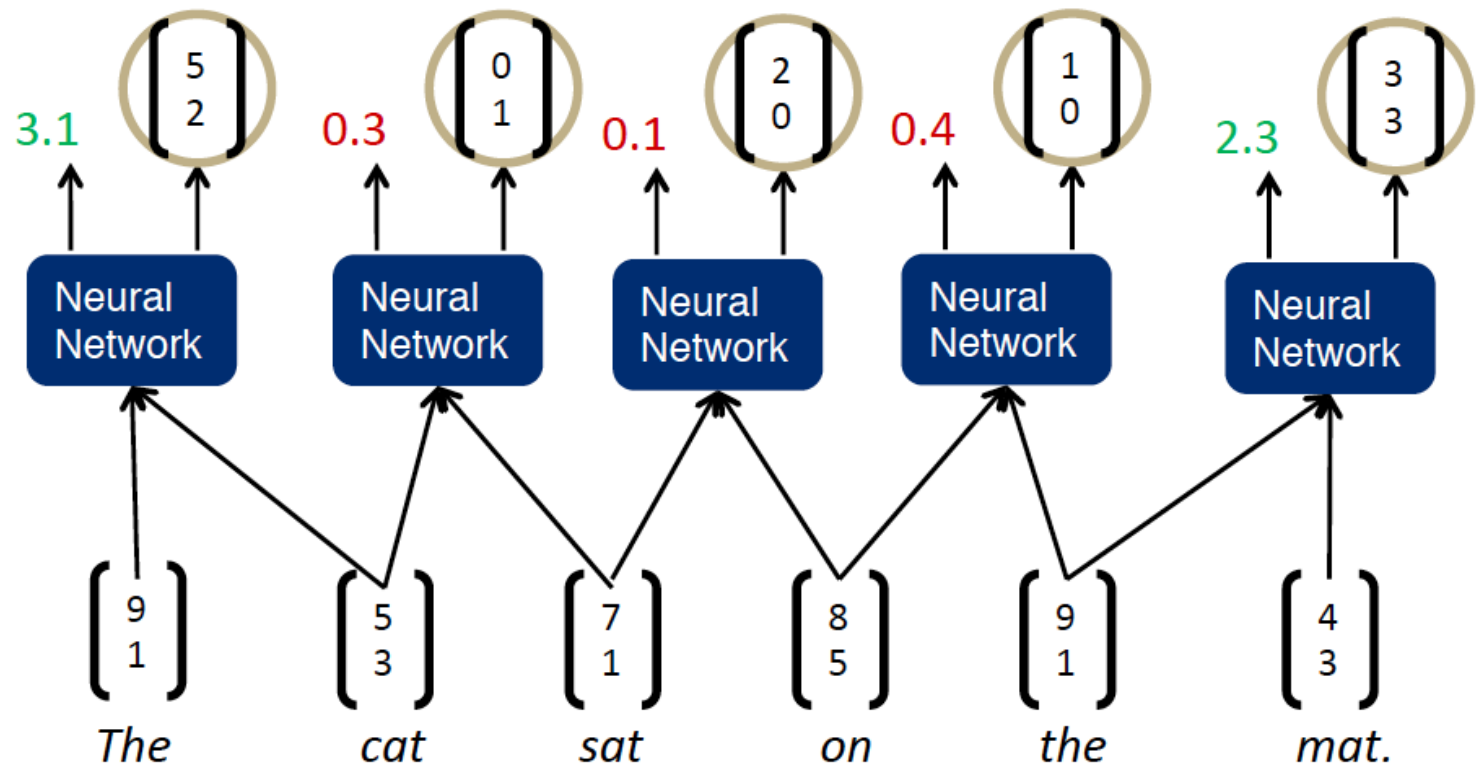 5 0 2 1 3
2 1 0 0 3
3.1 0.3 0.1 0.4 2.3
Neural Neural Neural Neural Neural
Network Network Network Network Network
9 5 7 8 9 4
1 3 1 5 1 3
The cat sat on the mat.